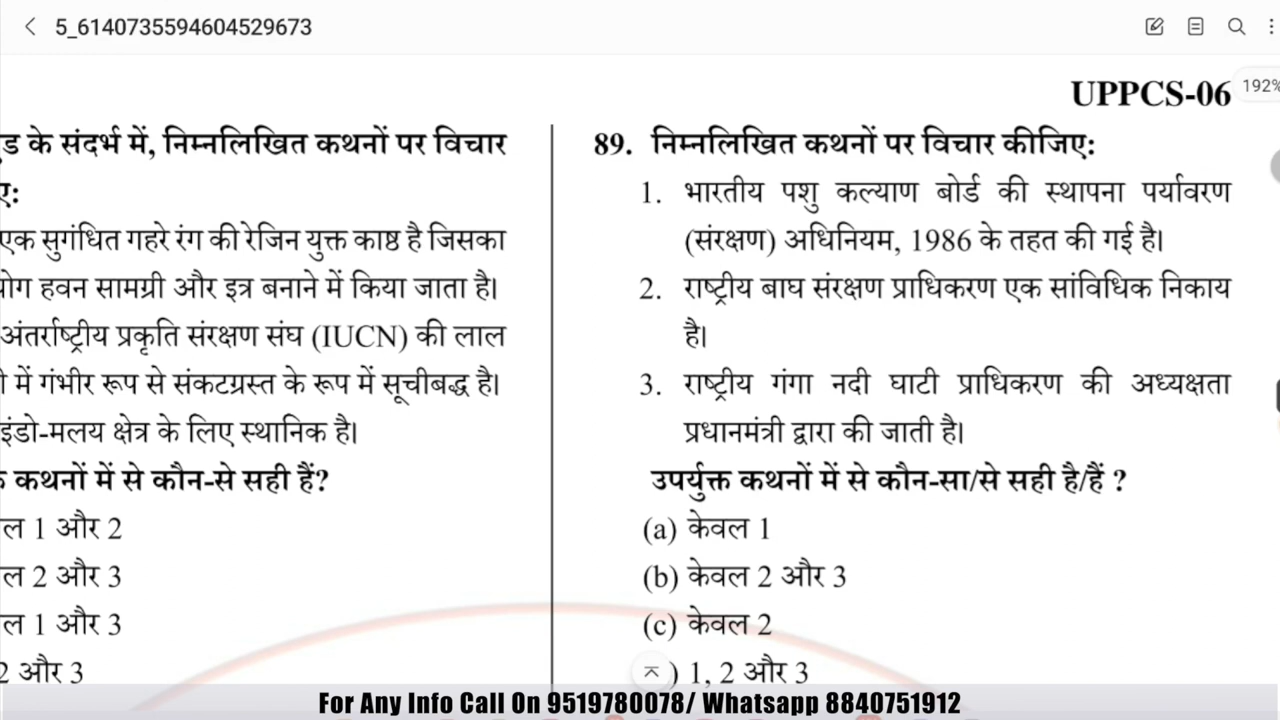 5_6140735594604529673
UPPCS-06
192%
के संदर्भ में, निम्नलिखित कथनों पर विचार
एक सुगंधित गहरे रंग की रेजिन युक्त काष्ठ है जिसका
हवन सामग्री और इत्र बनाने में किया जाता है।
अंतर्राष्ट्रीय प्रकृति संरक्षण संघ (IUCN) की लाल
में गंभीर रूप से संकटग्रस्त के रूप में सूचीबद्ध है।
इंडो-मलय क्षेत्र के लिए स्थानिक है।
कथनों में से कौन-से सही हैं?
1 और 2
2 और 3
1 और 3
2 और 3
89. निम्नलिखित कथनों पर विचार कीजिए:
1. भारतीय पशु कल्याण बोर्ड की स्थापना पर्यावरण
(संरक्षण) अधिनियम, 1986 के तहत की गई है।
2. राष्ट्रीय बाघ संरक्षण प्राधिकरण एक सांविधिक निकाय
है।
3. राष्ट्रीय गंगा नदी घाटी प्राधिकरण की अध्यक्षता
प्रधानमंत्री द्वारा की जाती है।
उपर्युक्त कथनों में से कौन-सा/से सही है/हैं ?
(a) केवल 1
(b) केवल 2 और 3
(c) केवल 2
) 1, 2 और 3
For Any Info Call On 9519780078/ Whatsapp 8840751912